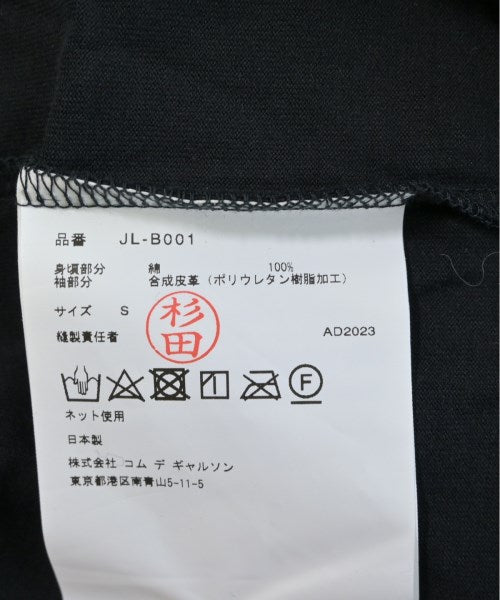 品番 JL-B001
身頃部分 綿 100%
袖部分 合成皮革（ポリウレタン樹脂加工）
サイズ S
杉田
縫製責任者 AD2023
F
ネット使用
日本製
株式会社 コム デ ギャルソン
東京都港区南青山5-11-5